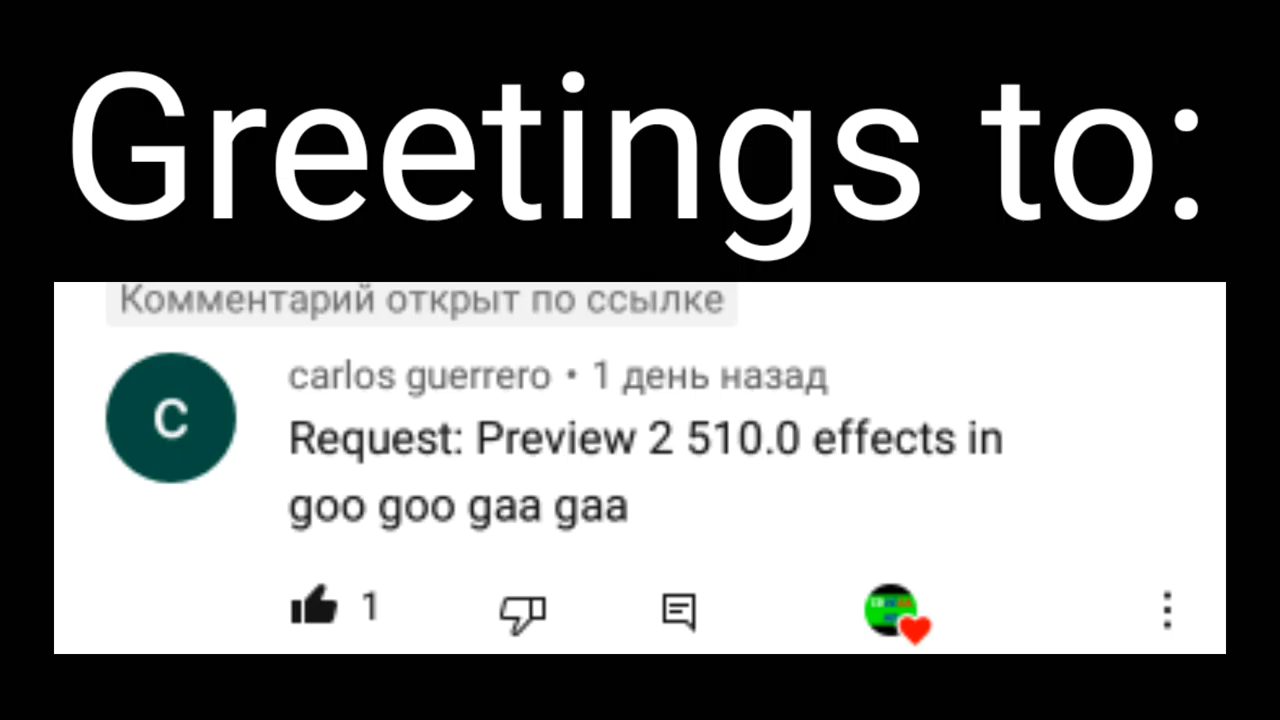 Greetings to:
Комментарий открыт по ссылке
carlos guerrero • 1 день назад
C
Request: Preview 2 510.0 effects in
goo goo gaa gaa
1